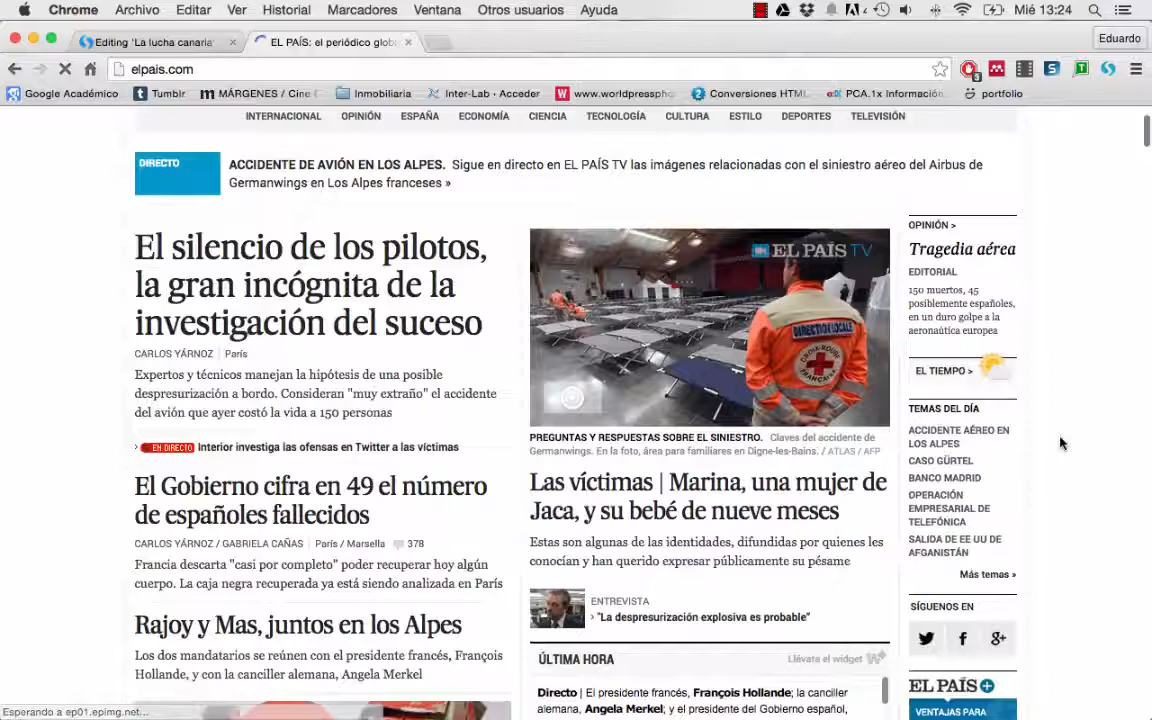 Chrome Archivo Editar Ver Historial Marcadores Ventana Otros usuarios Ayuda Mié 13:24
Editing 'La lucha canaria' EL PAÍS: el periódico glob Eduardo
elpais.com
Google Académico Tumblr MÁRGENES / Cine Inmobiliaria Inter-Lab · Acceder www.worldpresspho Conversiones HTML PCA.1x Información portfolio
INTERNACIONAL OPINIÓN ESPAÑA ECONOMÍA CIENCIA TECNOLOGÍA CULTURA ESTILO DEPORTES TELEVISIÓN
DIRECTO
ACCIDENTE DE AVIÓN EN LOS ALPES. Sigue en directo en EL PAÍS TV las imágenes relacionadas con el siniestro aéreo del Airbus de
Germanwings en Los Alpes franceses »
El silencio de los pilotos,
la gran incógnita de la
investigación del suceso
CARLOS YÁRNOZ | París
Expertos y técnicos manejan la hipótesis de una posible
despresurización a bordo. Consideran "muy extraño" el accidente
del avión que ayer costó la vida a 150 personas
› EN DIRECTO Interior investiga las ofensas en Twitter a las víctimas
El Gobierno cifra en 49 el número
de españoles fallecidos
CARLOS YÁRNOZ / GABRIELA CAÑAS | París / Marsella 378
Francia descarta "casi por completo" poder recuperar hoy algún
cuerpo. La caja negra recuperada ya está siendo analizada en París
Rajoy y Mas, juntos en los Alpes
Los dos mandatarios se reúnen con el presidente francés, François
Hollande, y con la canciller alemana, Angela Merkel
EL PAÍS TV
DIRECTION LOCALE
CROIX-ROUGE
FRANÇAISE
PREGUNTAS Y RESPUESTAS SOBRE EL SINIESTRO. Claves del accidente de
Germanwings. En la foto, área para familiares en Digne-les-Bains. / ATLAS / AFP
Las víctimas | Marina, una mujer de
Jaca, y su bebé de nueve meses
Estas son algunas de las identidades, difundidas por quienes les
conocían y han querido expresar públicamente su pésame
ENTREVISTA
› "La despresurización explosiva es probable"
ÚLTIMA HORA Llévata el widget
Directo | El presidente francés, François Hollande; la canciller
alemana, Angela Merkel; y el presidente del Gobierno español,
OPINIÓN >
Tragedia aérea
EDITORIAL
150 muertos, 45
posiblemente españoles,
en un duro golpe a la
aeronáutica europea
EL TIEMPO >
TEMAS DEL DÍA
ACCIDENTE AÉREO EN
LOS ALPES
CASO GÜRTEL
BANCO MADRID
OPERACIÓN
EMPRESARIAL DE
TELEFÓNICA
SALIDA DE EE UU DE
AFGANISTÁN
Más temas »
SÍGUENOS EN
EL PAÍS +
VENTAJAS PARA
Esperando a ep01.epimg.net...